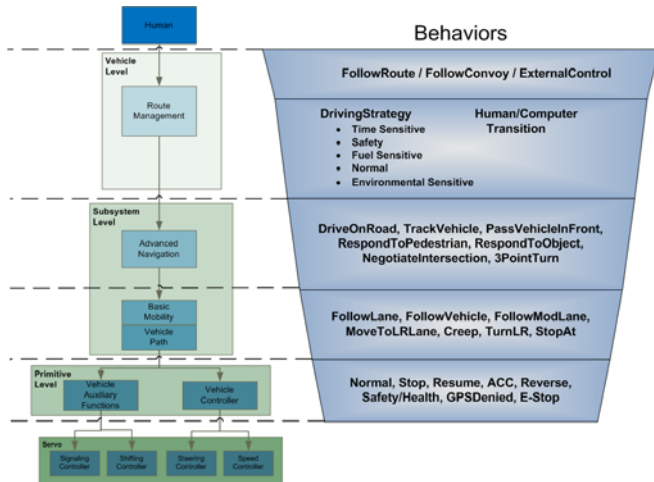 Human
Behaviors
Vehicle
Level
Route
Management
FollowRoute / FollowConvoy / ExternalControl
DrivingStrategy
• Time Sensitive
• Safety
• Fuel Sensitive
• Normal
• Environmental Sensitive
Human/Computer
Transition
Subsystem
Level
Advanced
Navigation
DriveOnRoad, TrackVehicle, PassVehicleInFront,
RespondToPedestrian, RespondToObject,
NegotiateIntersection, 3PointTurn
Basic
Mobility
Vehicle
Path
FollowLane, FollowVehicle, FollowModLane,
MoveToLRLane, Creep, TurnLR, StopAt
Primitive
Level
Vehicle
Auxiliary
Functions
Vehicle
Controller
Normal, Stop, Resume, ACC, Reverse,
Safety/Health, GPSDenied, E-Stop
Servo
Signaling
Controller
Shifting
Controller
Steering
Controller
Speed
Controller